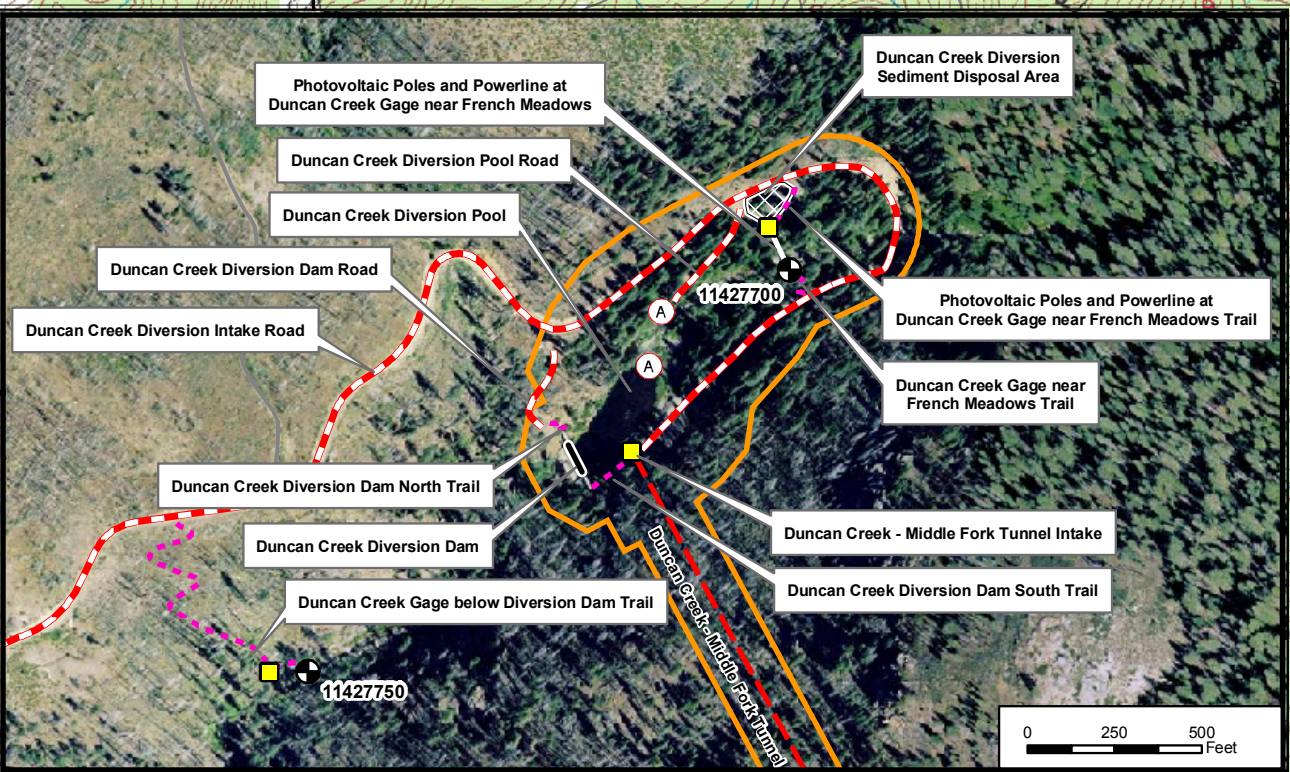 Duncan Creek Diversion
Sediment Disposal Area
Photovoltaic Poles and Powerline at
Duncan Creek Gage near French Meadows
Duncan Creek Diversion Pool Road
Duncan Creek Diversion Pool
Duncan Creek Diversion Dam Road
Duncan Creek Diversion Intake Road
11427700
A
A
Photovoltaic Poles and Powerline at
Duncan Creek Gage near French Meadows Trail
Duncan Creek Gage near
French Meadows Trail
Duncan Creek Diversion Dam North Trail
Duncan Creek Diversion Dam
Duncan Creek - Middle Fork Tunnel Intake
Duncan Creek Diversion Dam South Trail
Duncan Creek Gage below Diversion Dam Trail
Duncan Creek - Middle Fork Tunnel
11427750
0 250 500
Feet